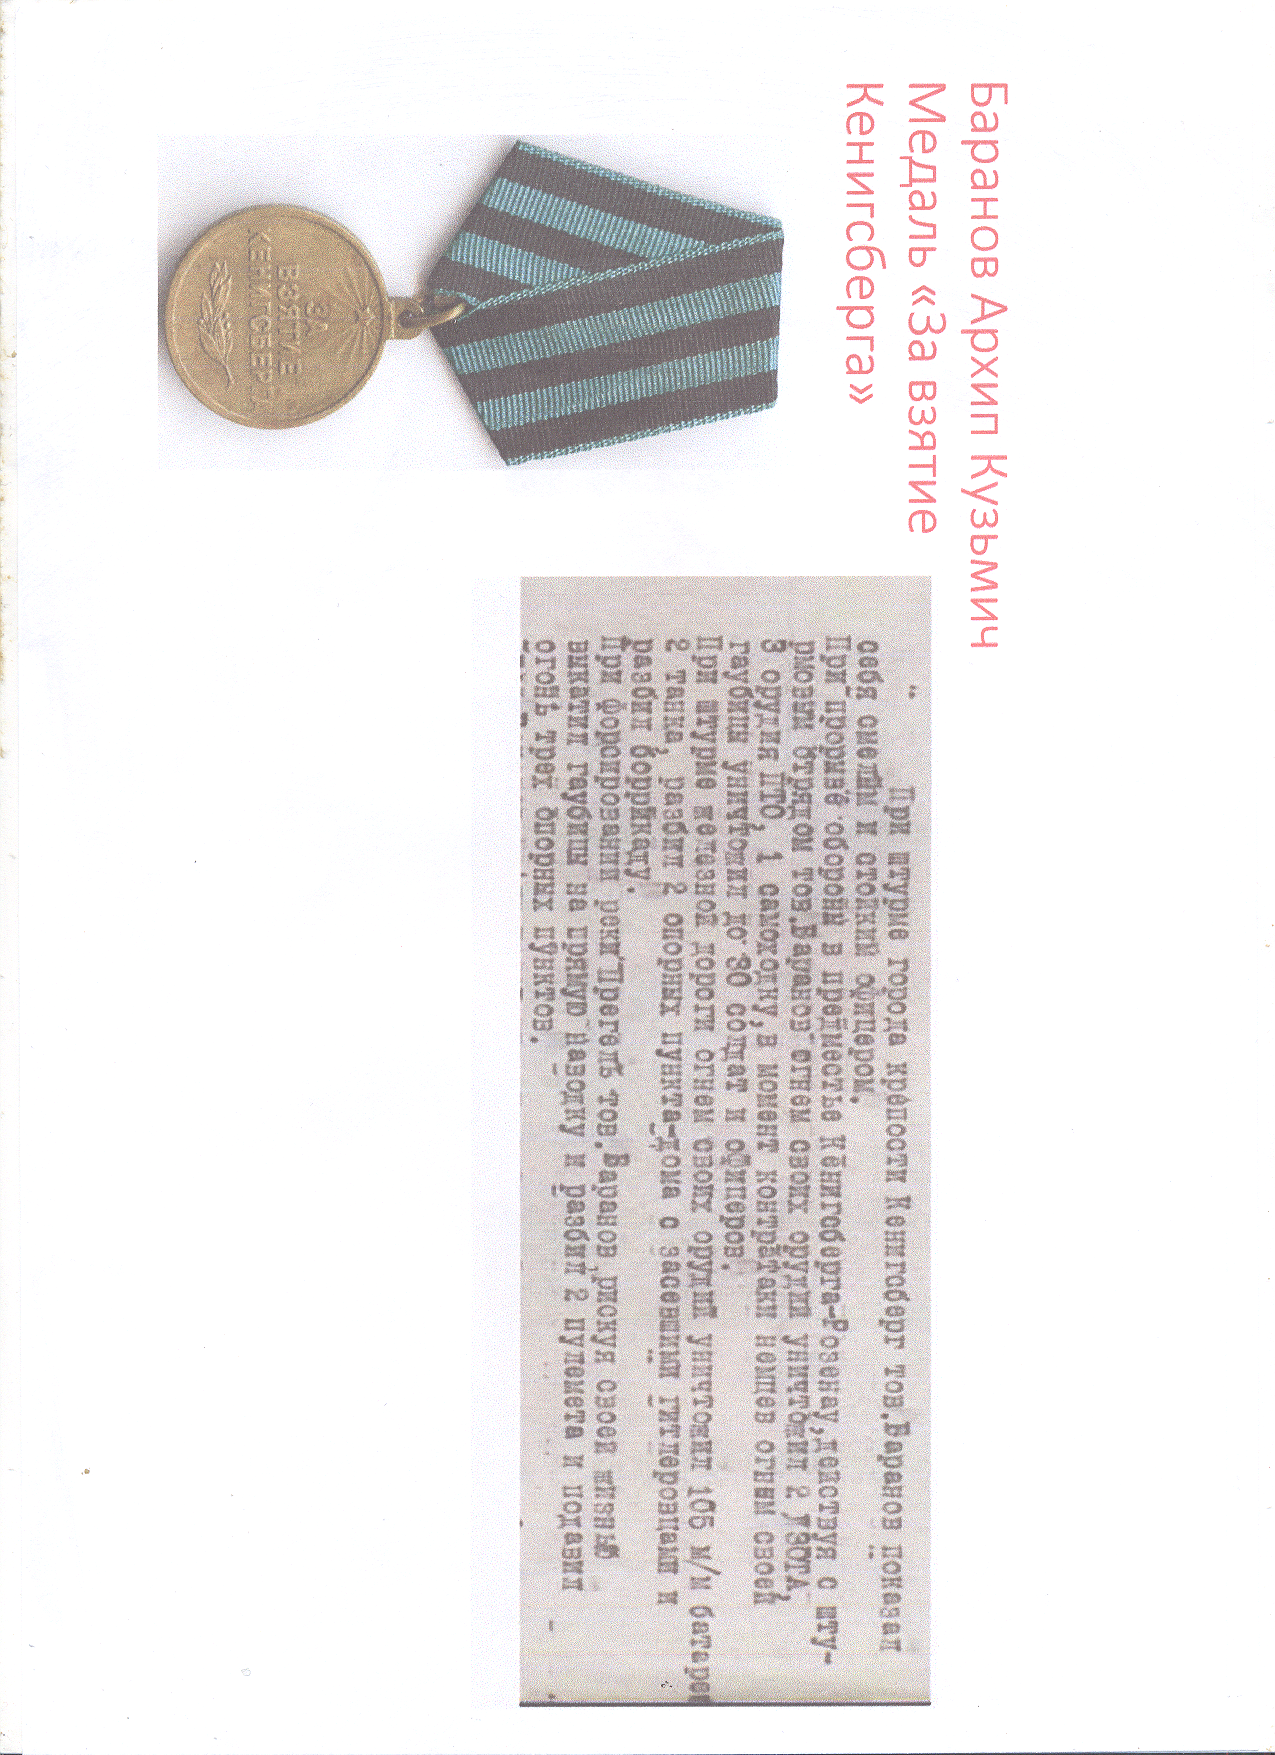 Баранов Архип Кузьмич
Медаль «За взятие
Кенигсберга»
ЗА
ВЗЯТИЕ
КЕНИГСБЕРГА
При штурме города крепости Кенигсберг тов.Баранов показал
себя смелым и стойким офицером.
При прорыве обороны в предместье Кенигсберга-Розенау,действуя с шту-
рмовым отрядом тов.Баранов огнем своих орудий уничтожил 2 ДЗОТА,
3 орудия ПТО, 1 самоходку,в момент контратаки немцев огнем своей
гаубицы уничтожил до 30 солдат и офицеров.
При штурме железной дороги огнем своих орудий уничтожил 105 м/м батарею
2 танка, разбил 2 опорных пункта-дома с засевшими гитлеровцами и
разбил баррикаду.
При форсировании реки Прегель тов.Баранов рискуя своей жизнью
выкатил гаубицы на прямую наводку и разбил 2 пулемета и подавил
огонь трех опорных пунктов.